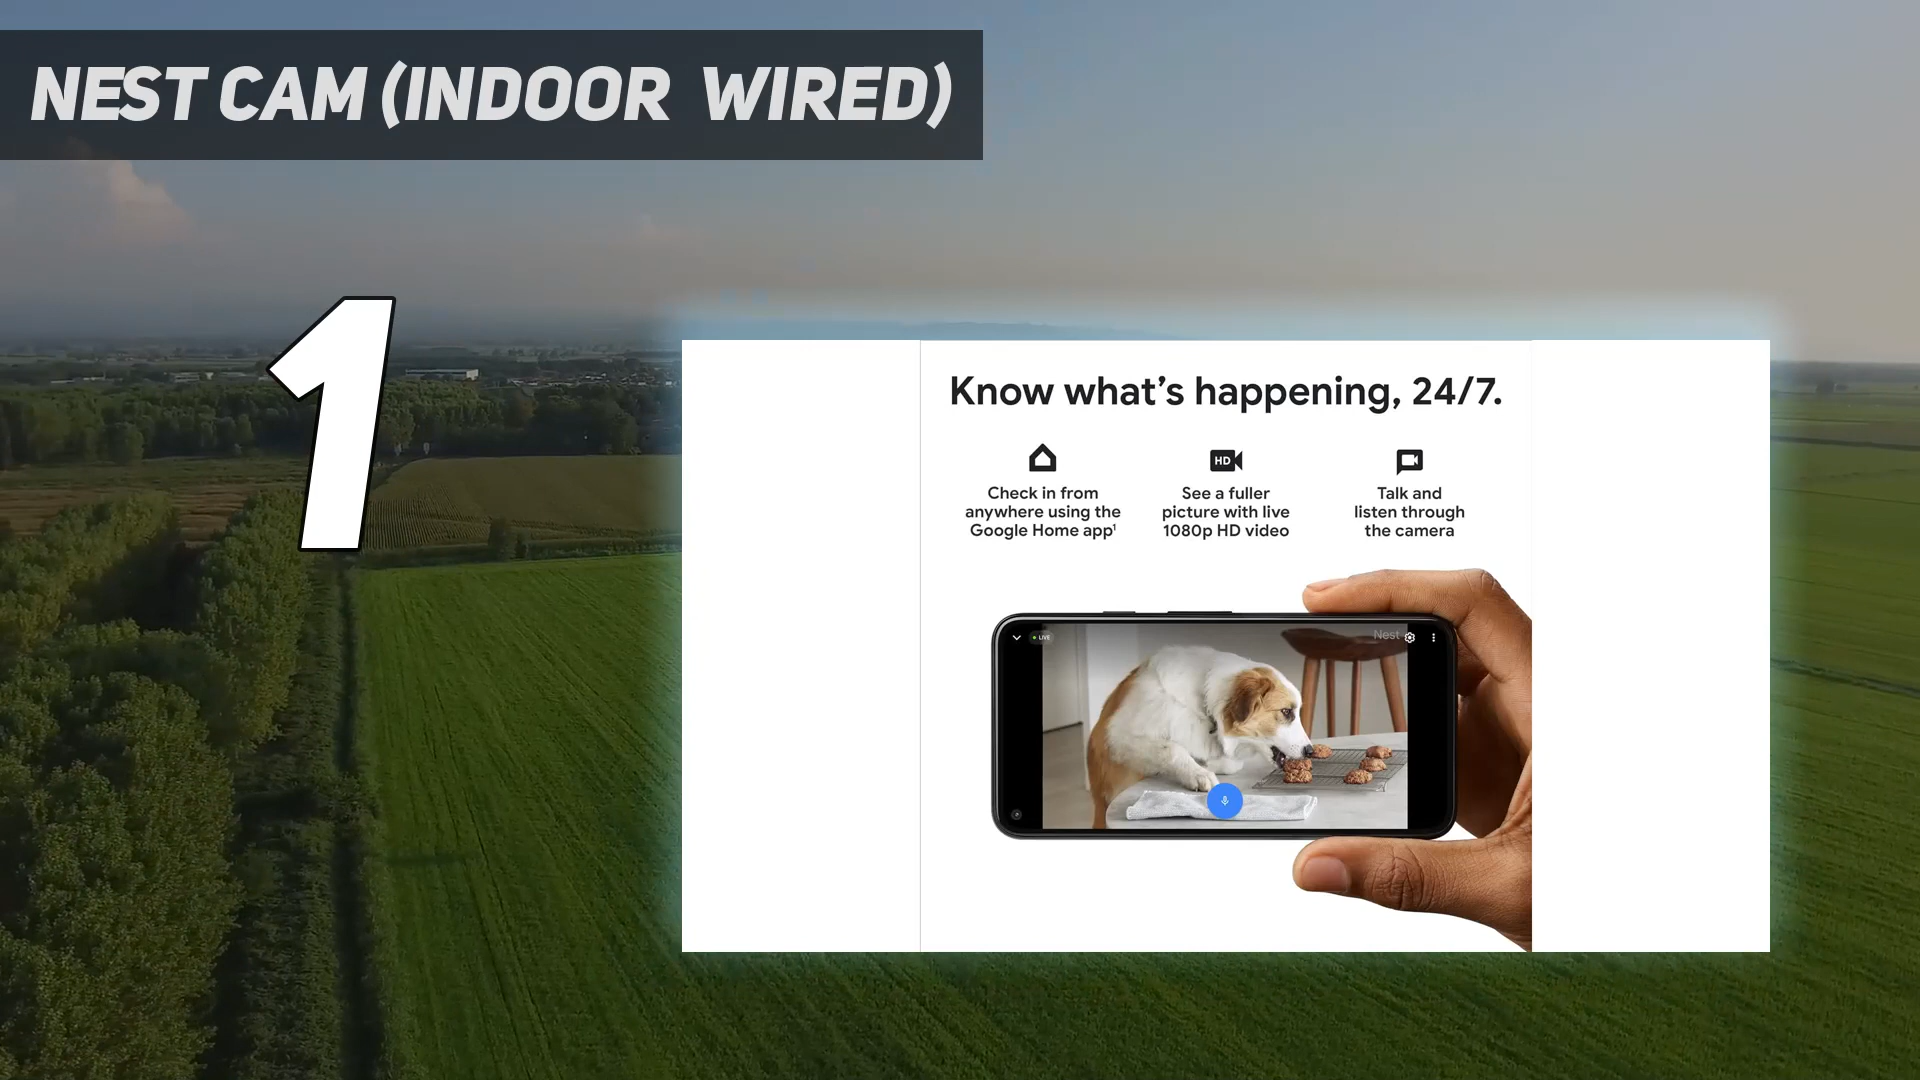 NEST CAM (INDOOR WIRED)
1
Know what's happening, 24/7.
HD
Check in from
anywhere using the
Google Home app¹
See a fuller
picture with live
1080p HD video
Talk and
listen through
the camera
LIVE
Nest